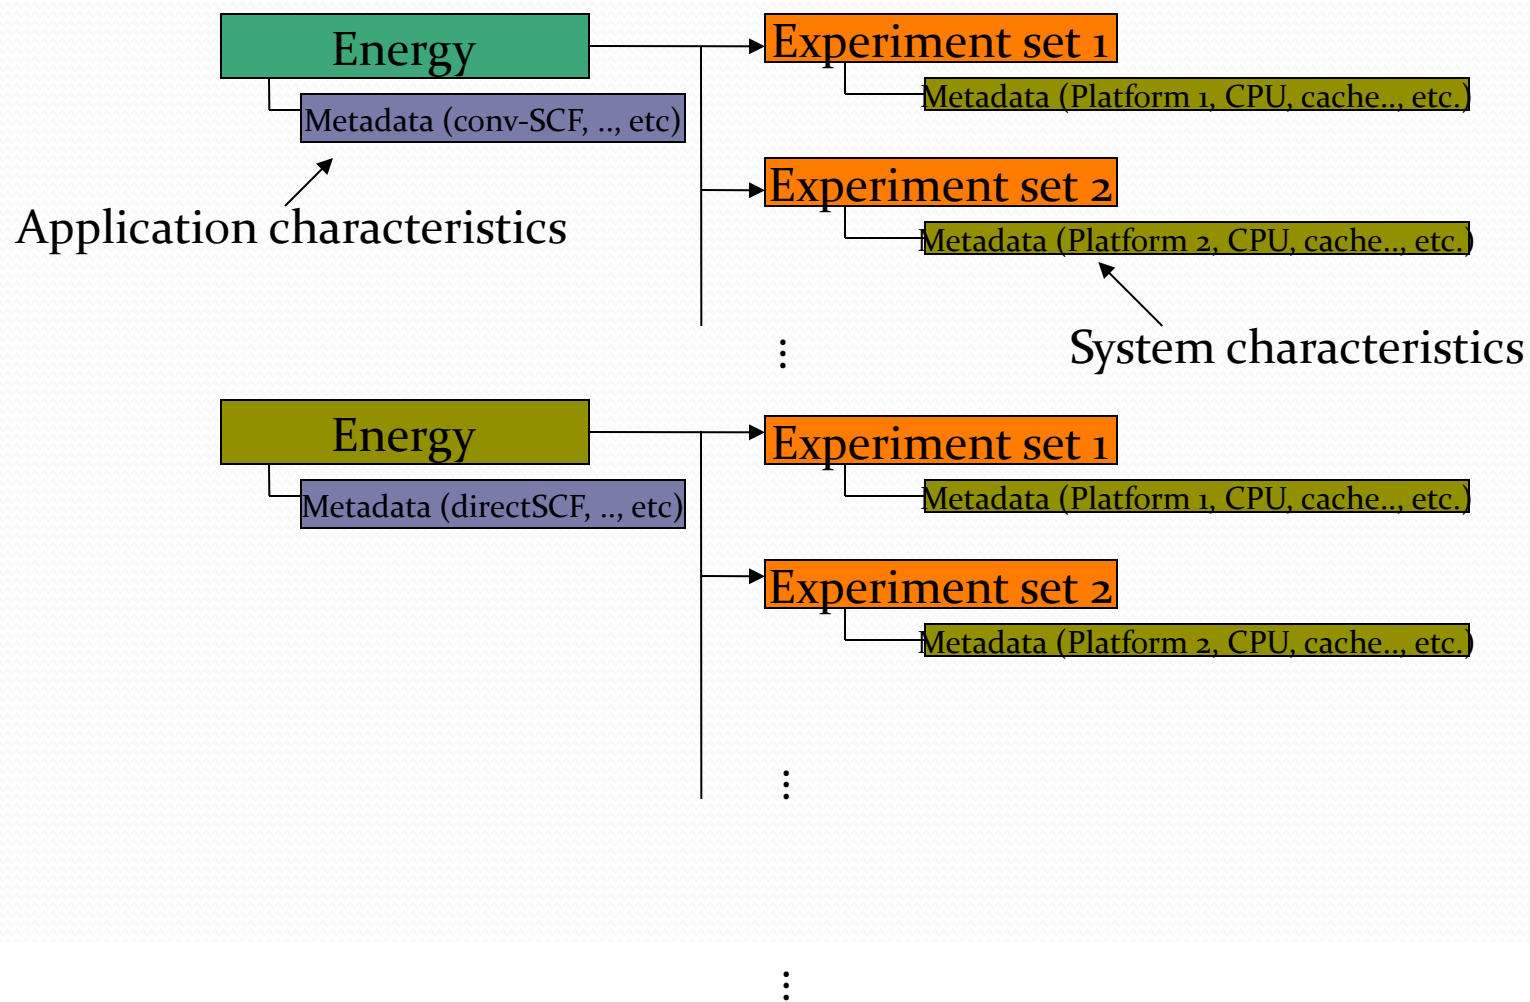 Energy
Metadata (conv-SCF, .., etc)
Application characteristics
Experiment set 1
Metadata (Platform 1, CPU, cache.., etc.)
Experiment set 2
Metadata (Platform 2, CPU, cache.., etc.)
System characteristics
...
Energy
Metadata (directSCF, .., etc)
Experiment set 1
Metadata (Platform 1, CPU, cache.., etc.)
Experiment set 2
Metadata (Platform 2, CPU, cache.., etc.)
...
...